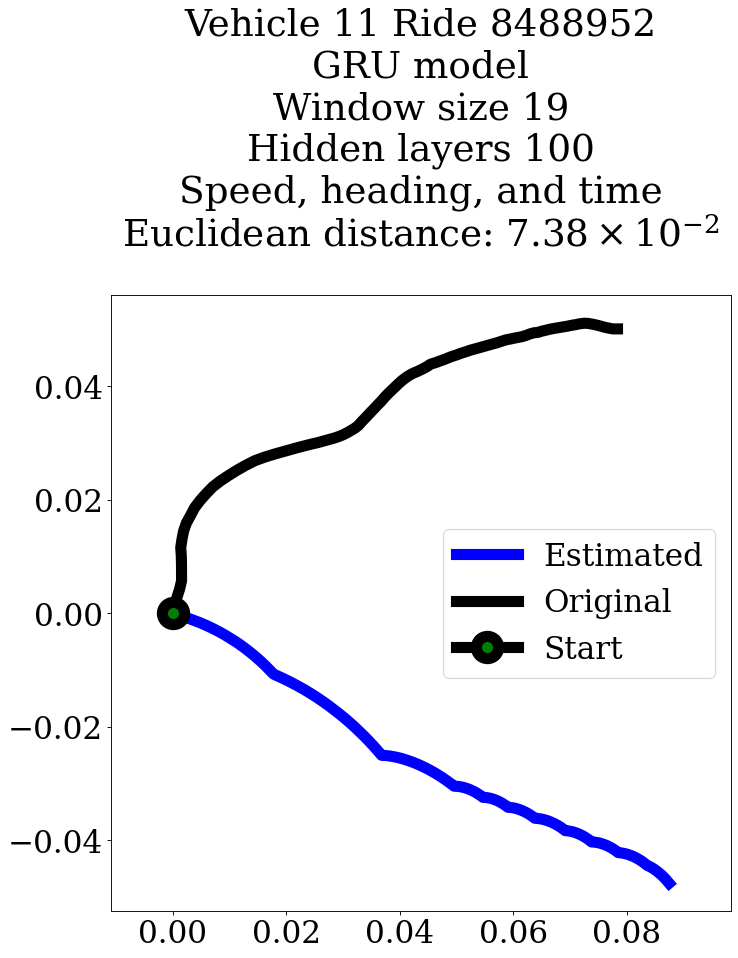 Vehicle 11 Ride 8488952
GRU model
Window size 19
Hidden layers 100
Speed, heading, and time
Euclidean distance: 7.38 × 10⁻²
0.04
0.02
0.00
−0.02
−0.04
Estimated
Original
Start
0.00 0.02 0.04 0.06 0.08